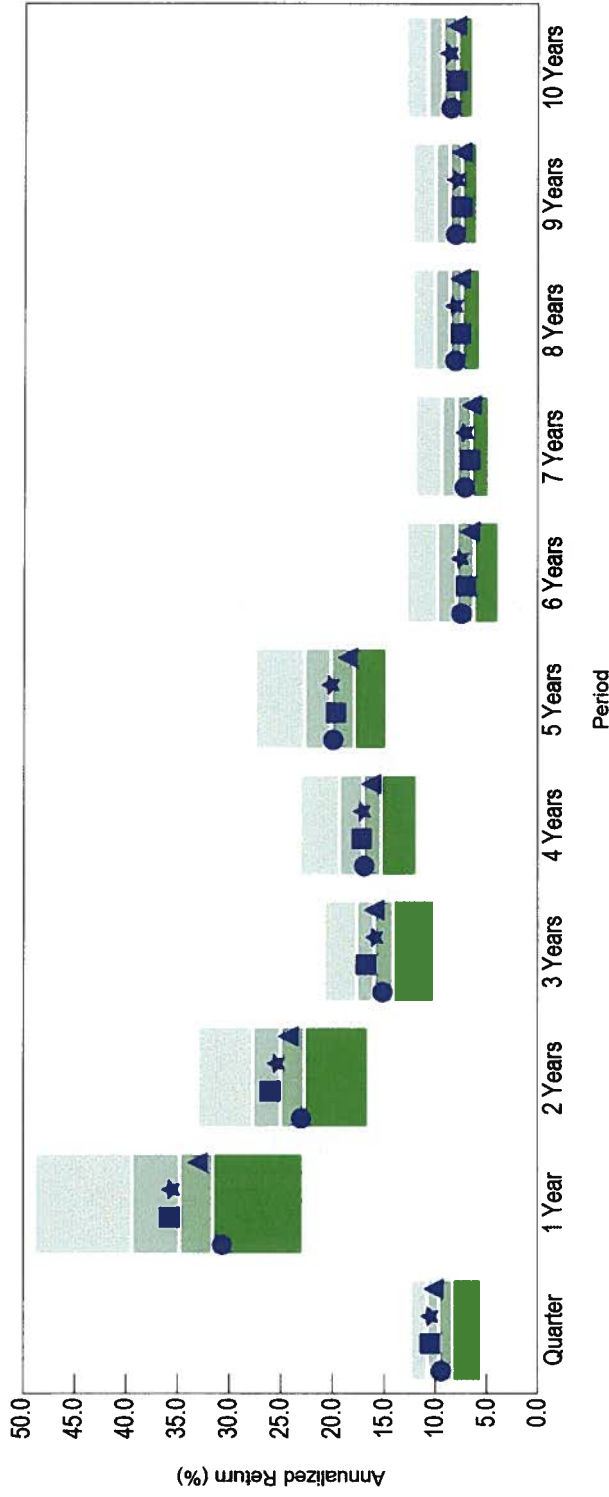 Annualized Return (%)
50.0
45.0
40.0
35.0
30.0
25.0
20.0
15.0
10.0
5.0
0.0
Quarter
1 Year
2 Years
3 Years
4 Years
5 Years
6 Years
7 Years
8 Years
9 Years
10 Years
Period